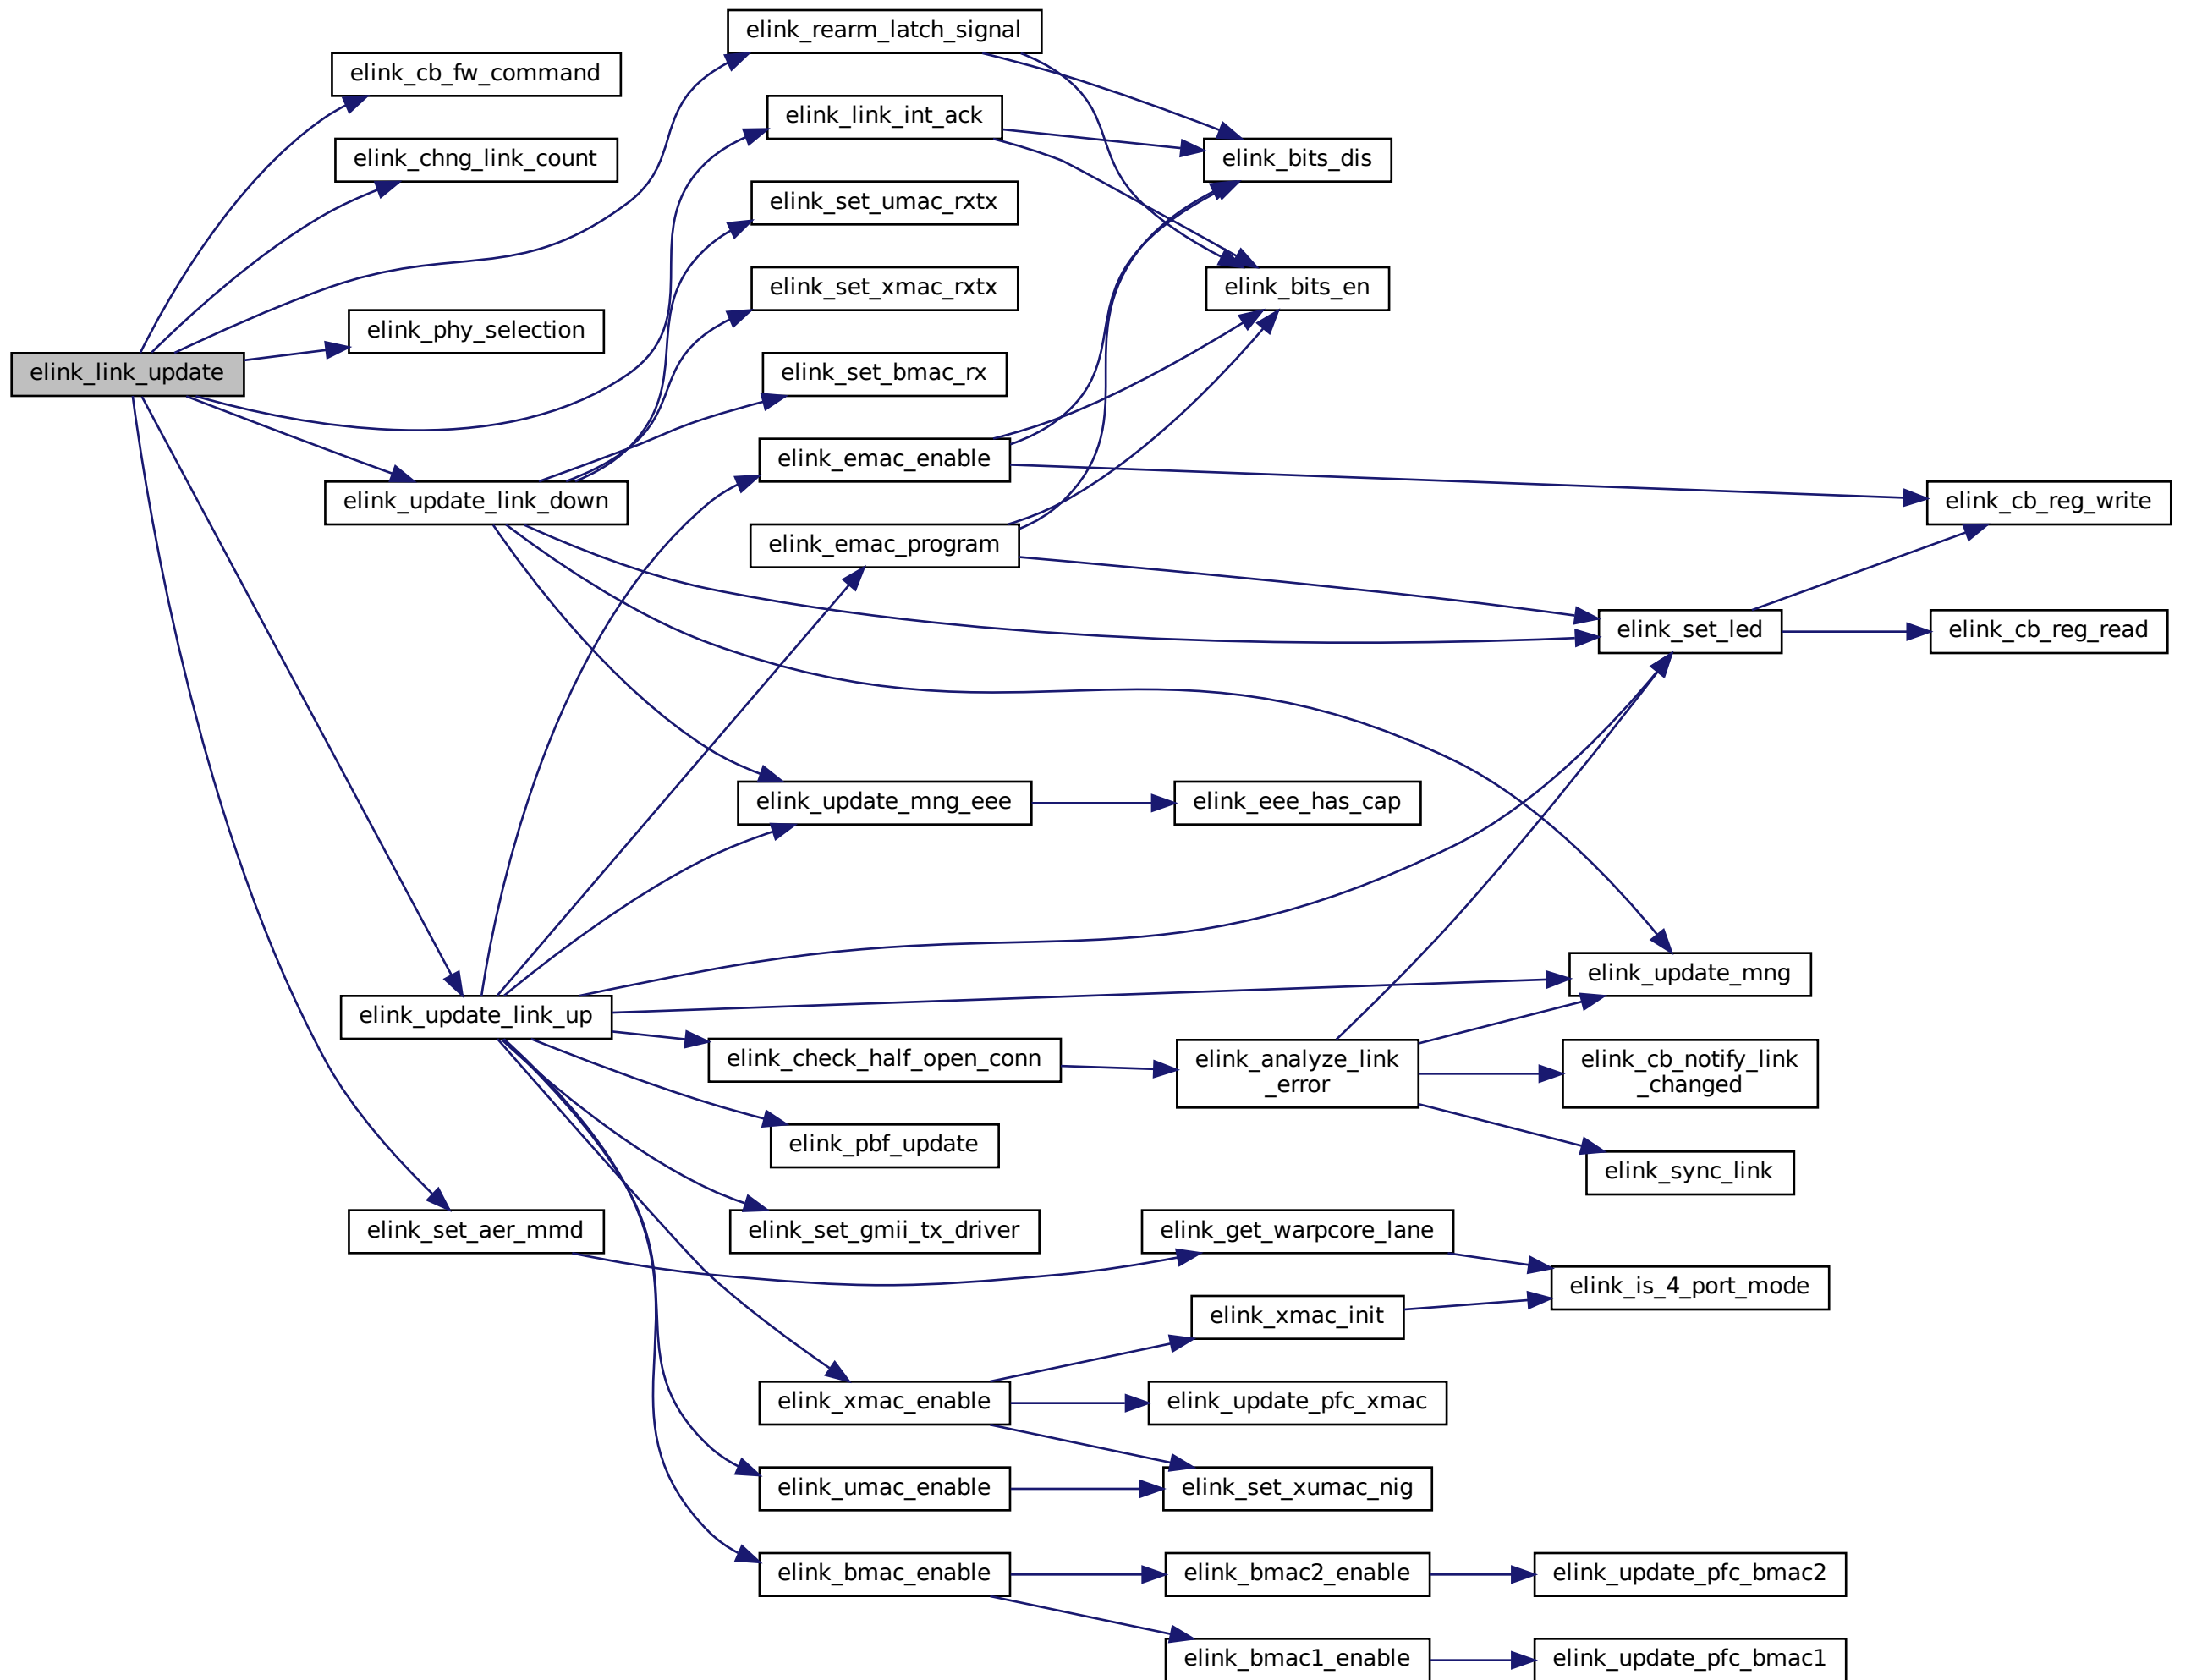 elink_link_update
elink_cb_fw_command
elink_chng_link_count
elink_phy_selection
elink_update_link_down
elink_update_link_up
elink_set_aer_mmd
elink_rearm_latch_signal
elink_link_int_ack
elink_set_umac_rxtx
elink_set_xmac_rxtx
elink_set_bmac_rx
elink_emac_enable
elink_emac_program
elink_update_mng_eee
elink_check_half_open_conn
elink_pbf_update
elink_set_gmii_tx_driver
elink_xmac_enable
elink_umac_enable
elink_bmac_enable
elink_bits_dis
elink_bits_en
elink_eee_has_cap
elink_analyze_link
_error
elink_get_warpcore_lane
elink_xmac_init
elink_update_pfc_xmac
elink_set_xumac_nig
elink_bmac2_enable
elink_bmac1_enable
elink_set_led
elink_update_mng
elink_cb_notify_link
_changed
elink_sync_link
elink_is_4_port_mode
elink_update_pfc_bmac2
elink_update_pfc_bmac1
elink_cb_reg_write
elink_cb_reg_read